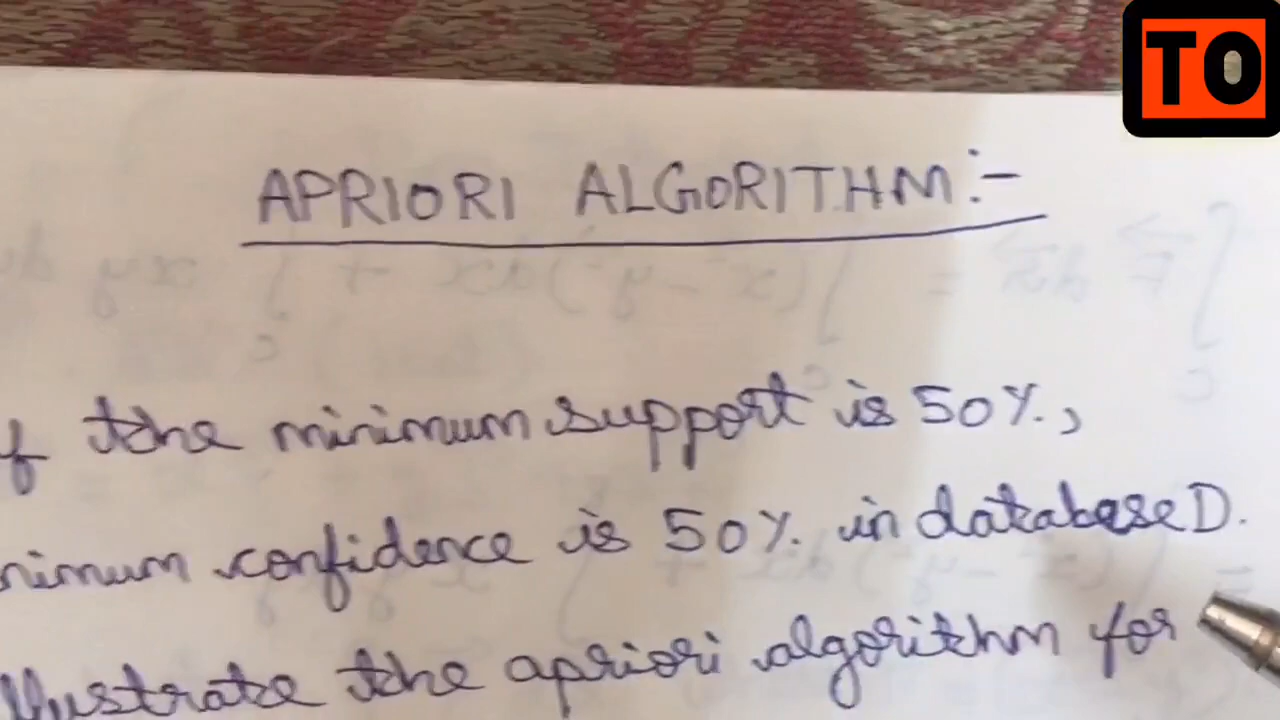 TO
APRIORI ALGORITHM:-
f the minimum support is 50%,
nimum confidence is 50% in database D.
llustrate the apriori algorithm for